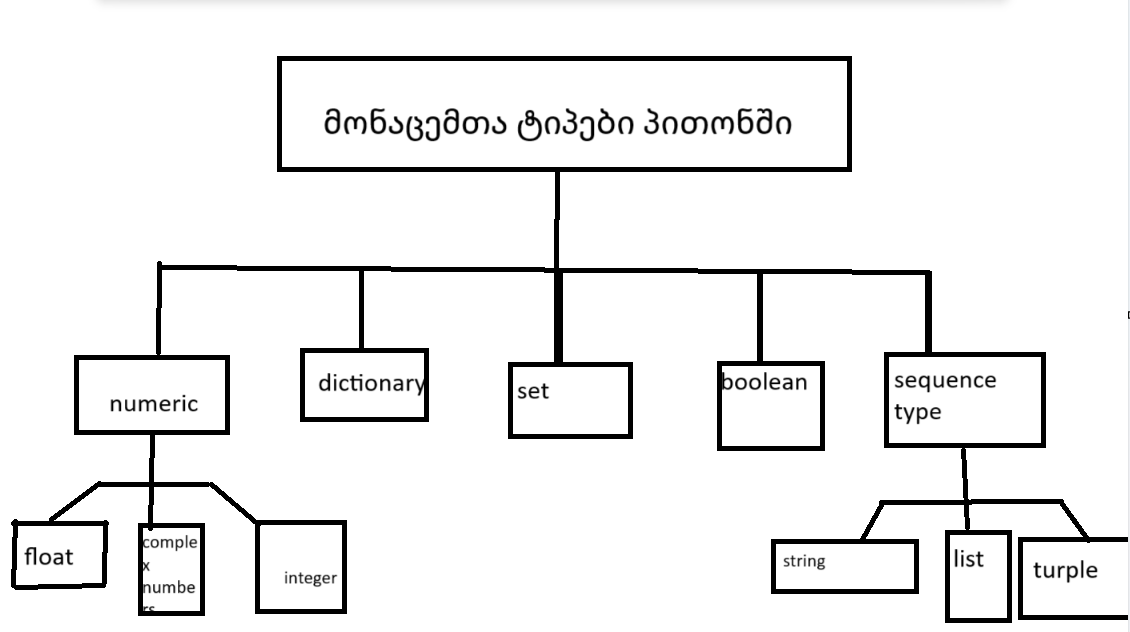 მონაცემთა ტიპები პითონში
numeric
dictionary
set
boolean
sequence
type
float
comple
x
numbe
rs
integer
string
list
turple